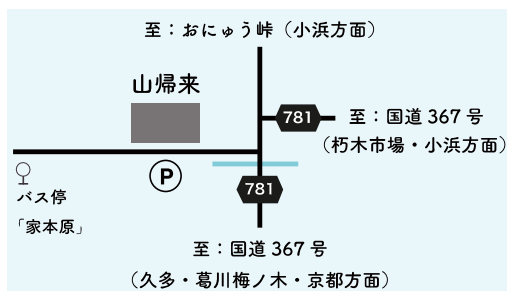 至：おにゅう峠（小浜方面）
山帰来
781
至：国道 367 号
（朽木市場・小浜方面）
P
バス停
「家本原」
781
至：国道 367 号
（久多・葛川梅ノ木・京都方面）